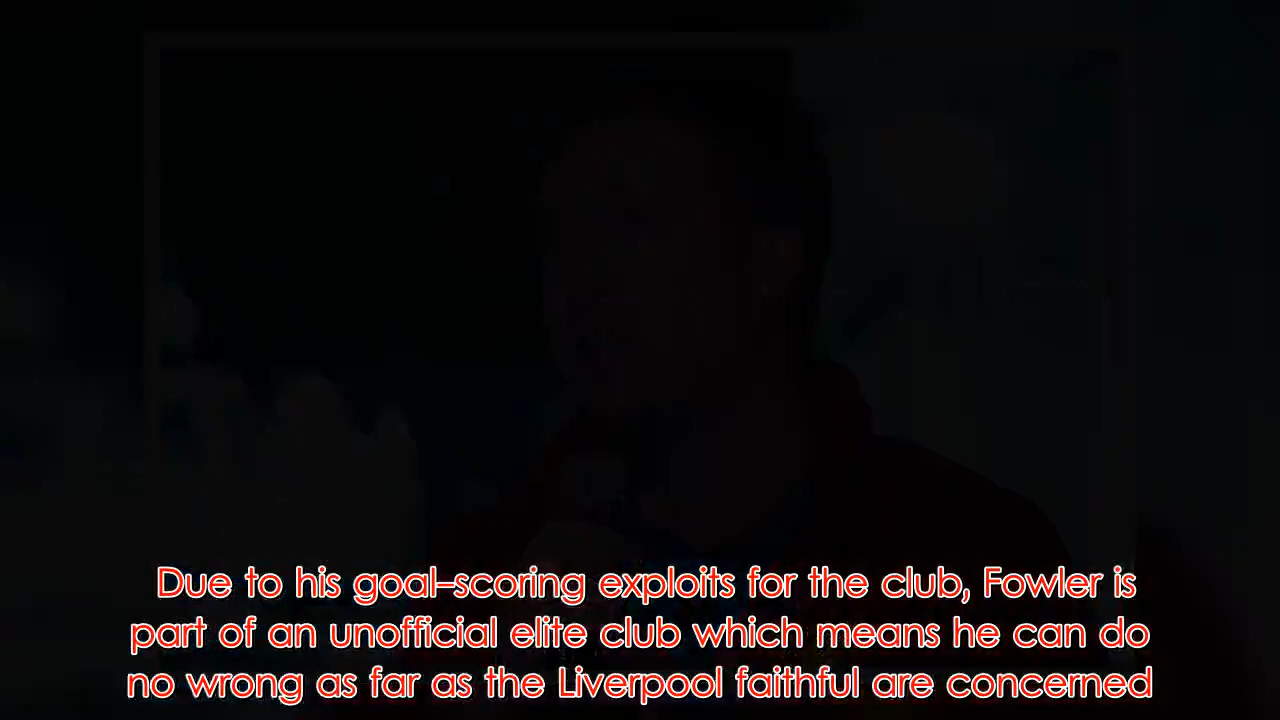 Due to his goal–scoring exploits for the club, Fowler is
part of an unofficial elite club which means he can do
no wrong as far as the Liverpool faithful are concerned